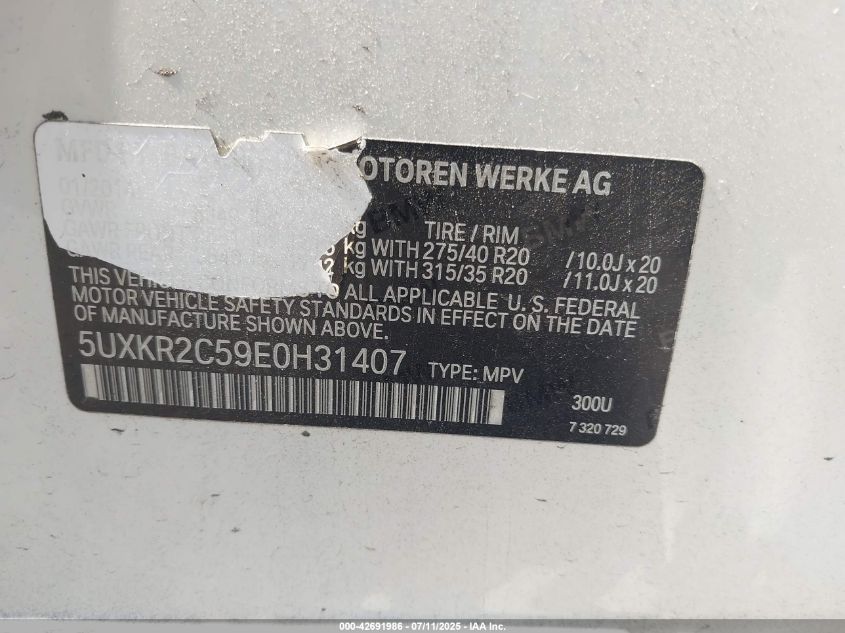 MFD
OTOREN WERKE AG
TIRE / RIM
kg WITH 275/40 R20 /10.0J x 20
kg WITH 315/35 R20 /11.0J x 20
THIS VEHI ALL APPLICABLE U. S. FEDERAL
MOTOR VEHICLE SAFETY STANDARDS IN EFFECT ON THE DATE
OF MANUFACTURE SHOWN ABOVE.
5UXKR2C59E0H31407 TYPE: MPV
300U
7 320 729
000-42691986 - 07/11/2025 - IAA Inc.